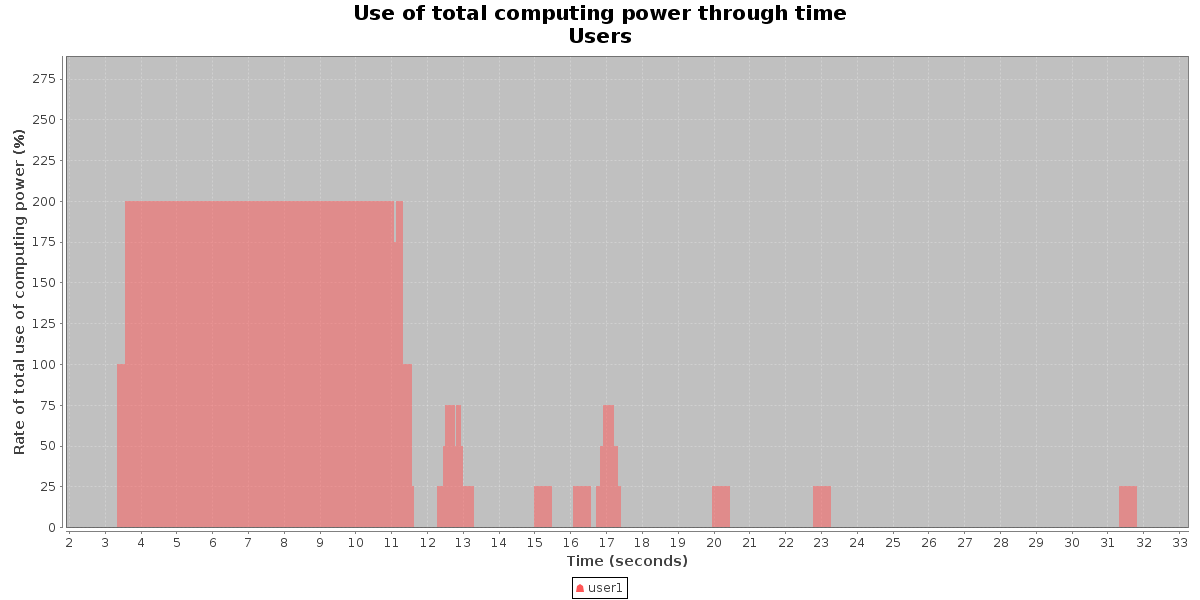 Use of total computing power through time
Users
Rate of total use of computing power (%)
275
250
225
200
175
150
125
100
75
50
25
0
2 3 4 5 6 7 8 9 10 11 12 13 14 15 16 17 18 19 20 21 22 23 24 25 26 27 28 29 30 31 32 33
Time (seconds)
user1